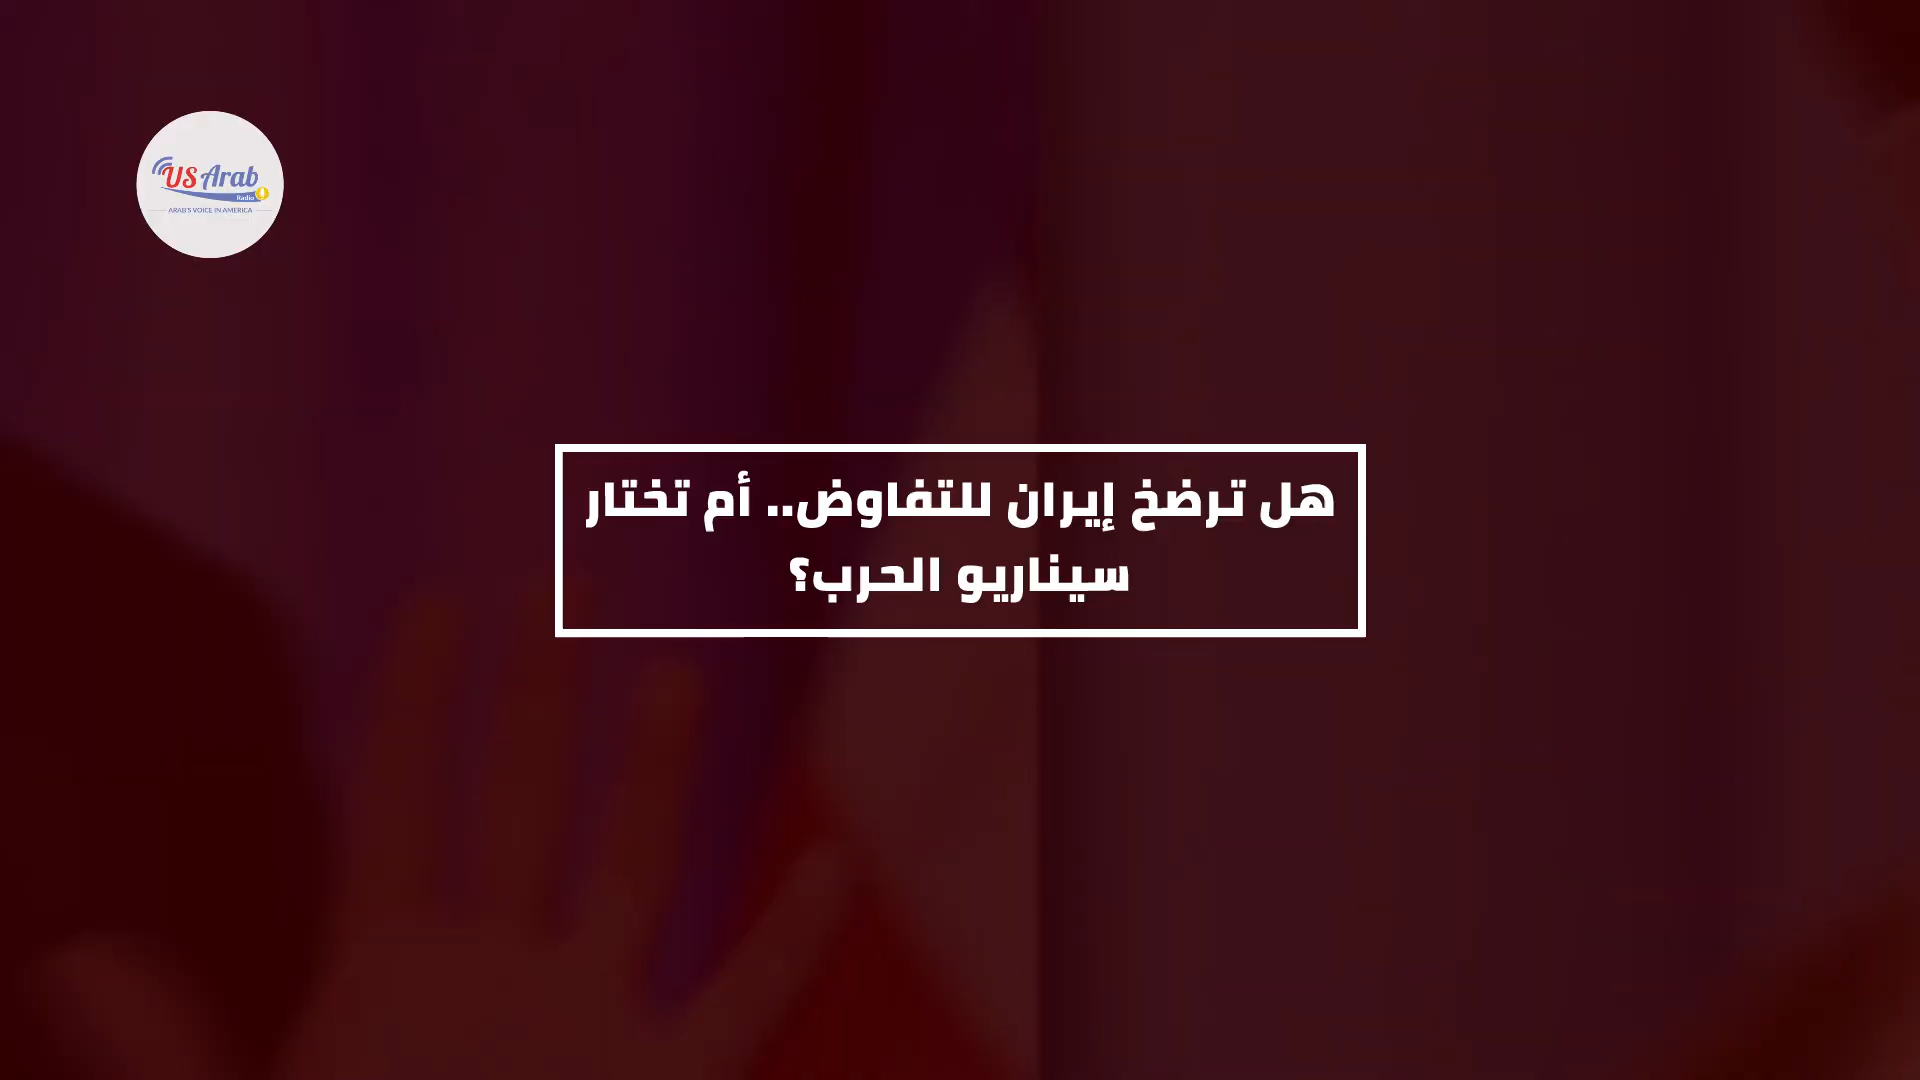 US Arab
Radio
ARAB'S VOICE IN AMERICA
هل ترضخ إيران للتفاوض.. أم تختار
سيناريو الحرب؟